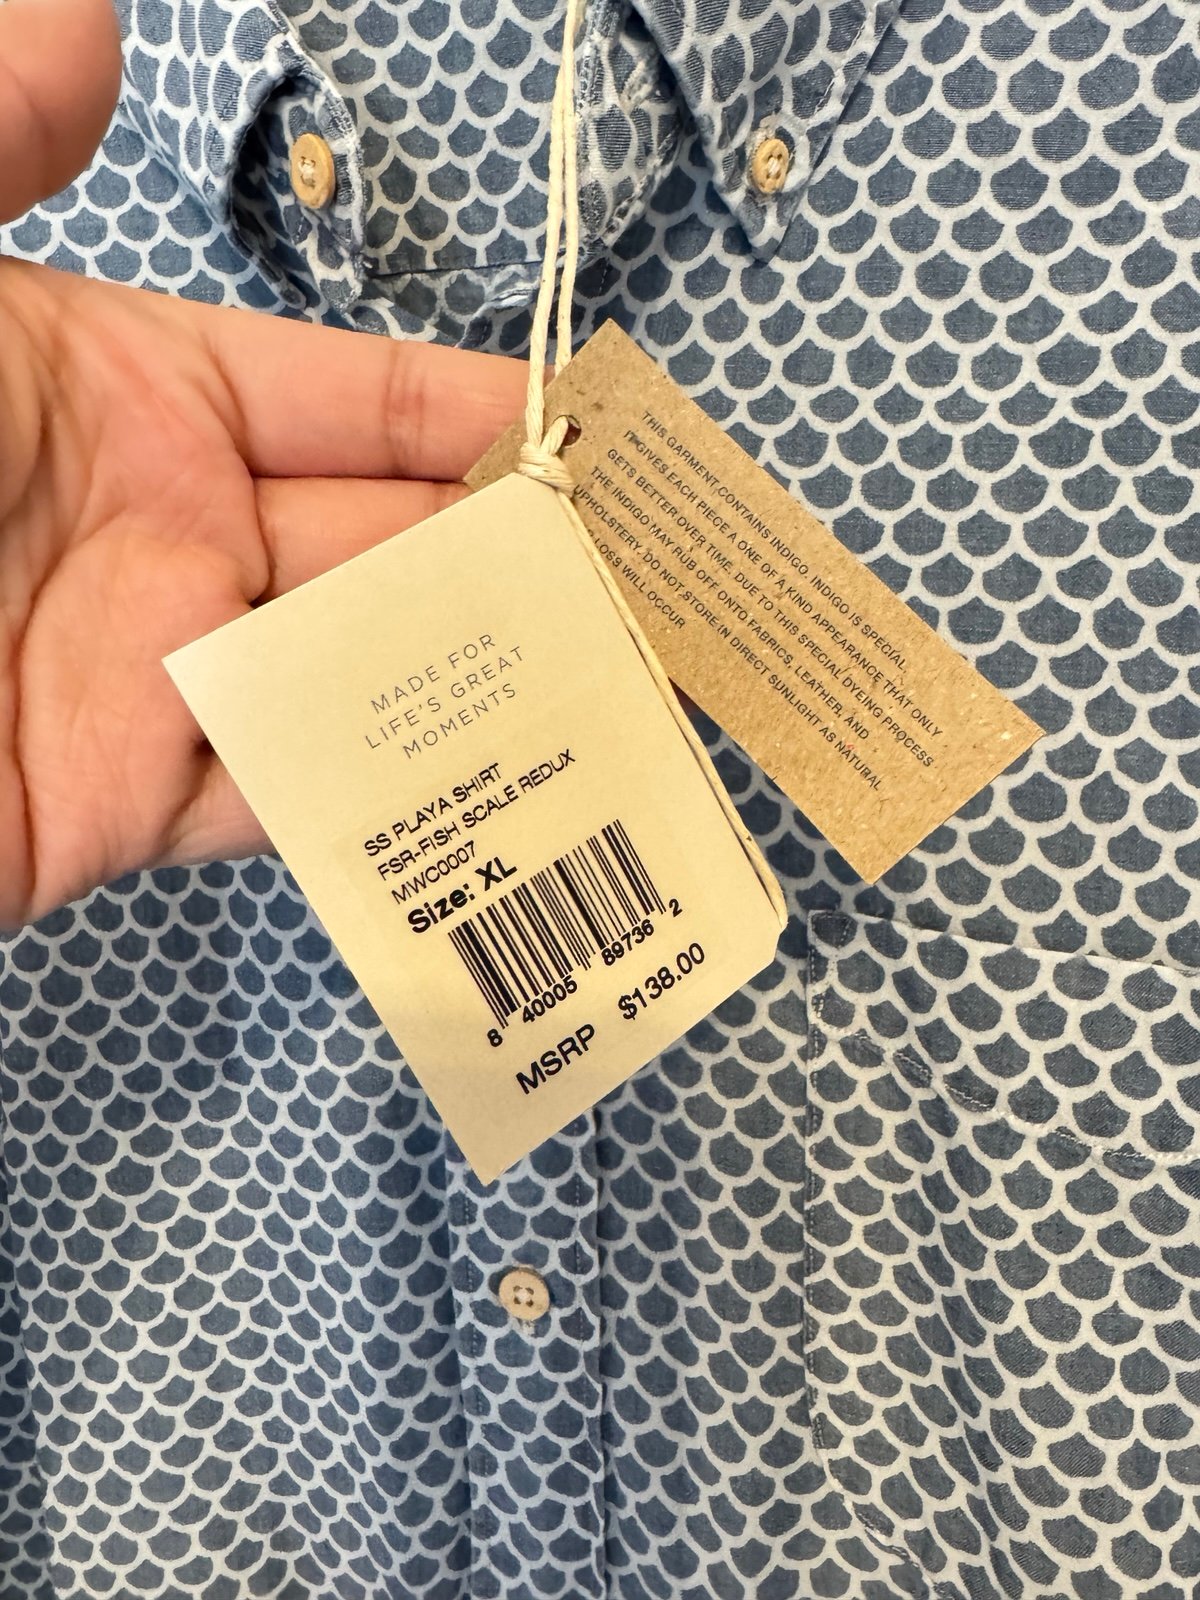 MADE FOR
LIFE'S GREAT
MOMENTS
SS PLAYA SHIRT
FSR-FISH SCALE REDUX
MWC0007
Size: XL
8 40005 89736 2
MSRP $138.00
THIS GARMENT CONTAINS INDIGO. INDIGO IS SPECIAL.
IT GIVES EACH PIECE A ONE OF A KIND APPEARANCE THAT ONLY
GETS BETTER OVER TIME. DUE TO THIS SPECIAL DYEING PROCESS
THE INDIGO MAY RUB OFF ONTO FABRICS, LEATHER, AND
UPHOLSTERY. DO NOT STORE IN DIRECT SUNLIGHT AS NATURAL
LOSS WILL OCCUR